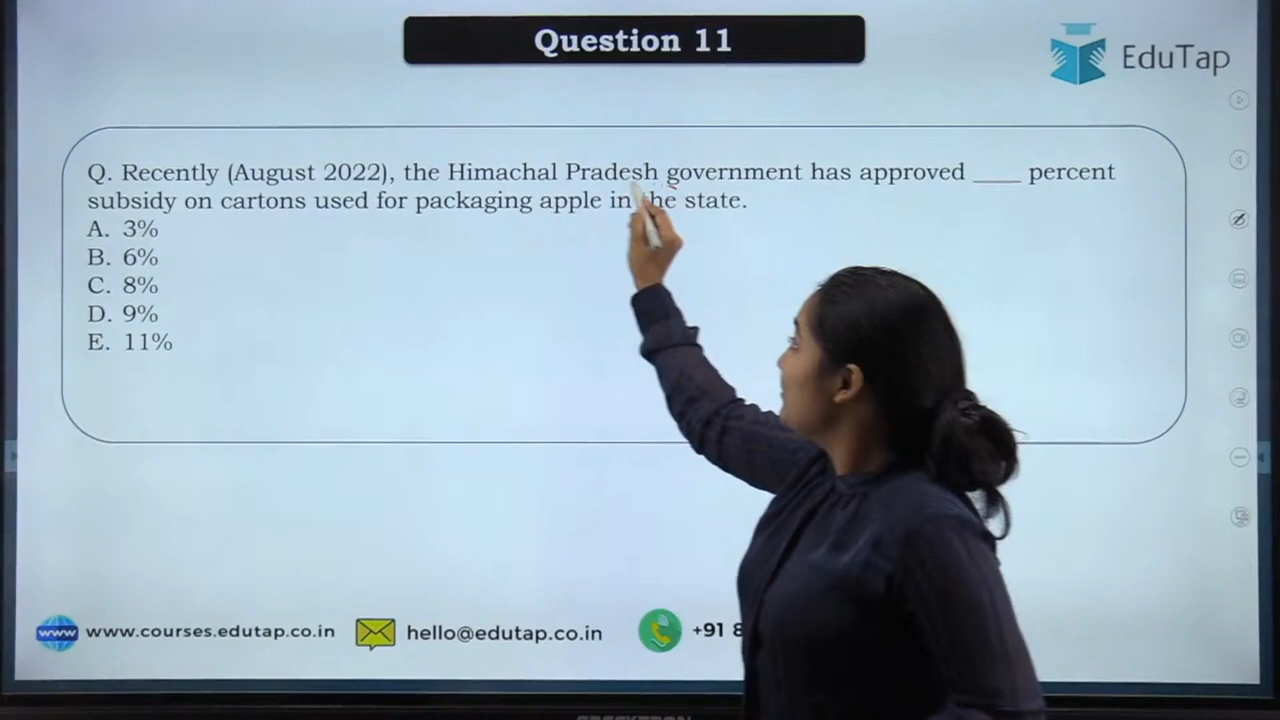 Question 11
EduTap
Q. Recently (August 2022), the Himachal Pradesh government has approved ____ percent
subsidy on cartons used for packaging apple in the state.
A. 3%
B. 6%
C. 8%
D. 9%
E. 11%
www www.courses.edutap.co.in
hello@edutap.co.in
+91 8